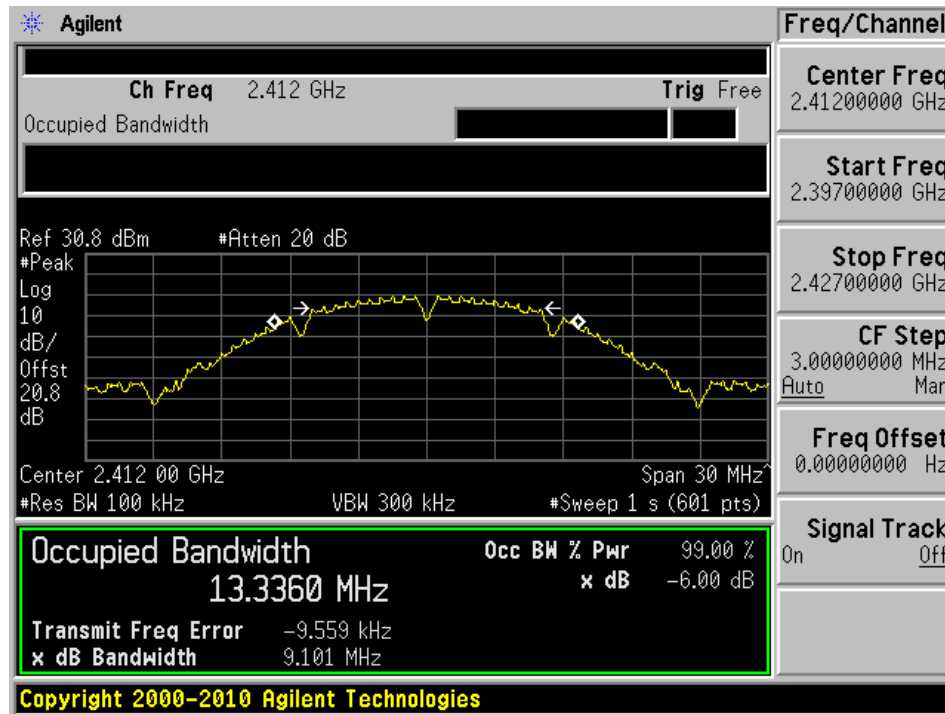 Agilent
Freq/Channel
Ch Freq 2.412 GHz Trig Free
Occupied Bandwidth
Center Freq
2.41200000 GHz
Start Freq
2.39700000 GHz
Stop Freq
2.42700000 GHz
CF Step
3.00000000 MHz
Auto Man
Freq Offset
0.00000000 Hz
Signal Track
On Off
Ref 30.8 dBm #Atten 20 dB
#Peak
Log
10
dB/
Offst
20.8
dB
Center 2.412 00 GHz Span 30 MHz^
#Res BW 100 kHz VBW 300 kHz #Sweep 1 s (601 pts)
Occupied Bandwidth Occ BW % Pwr 99.00 %
13.3360 MHz x dB -6.00 dB
Transmit Freq Error -9.559 kHz
x dB Bandwidth 9.101 MHz
Copyright 2000-2010 Agilent Technologies